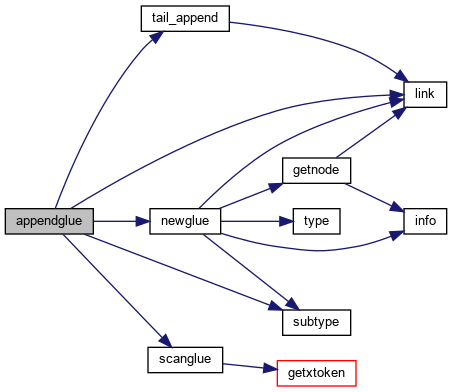 tail_append
link
getnode
appendglue
newglue
type
info
subtype
scanglue
getxtoken